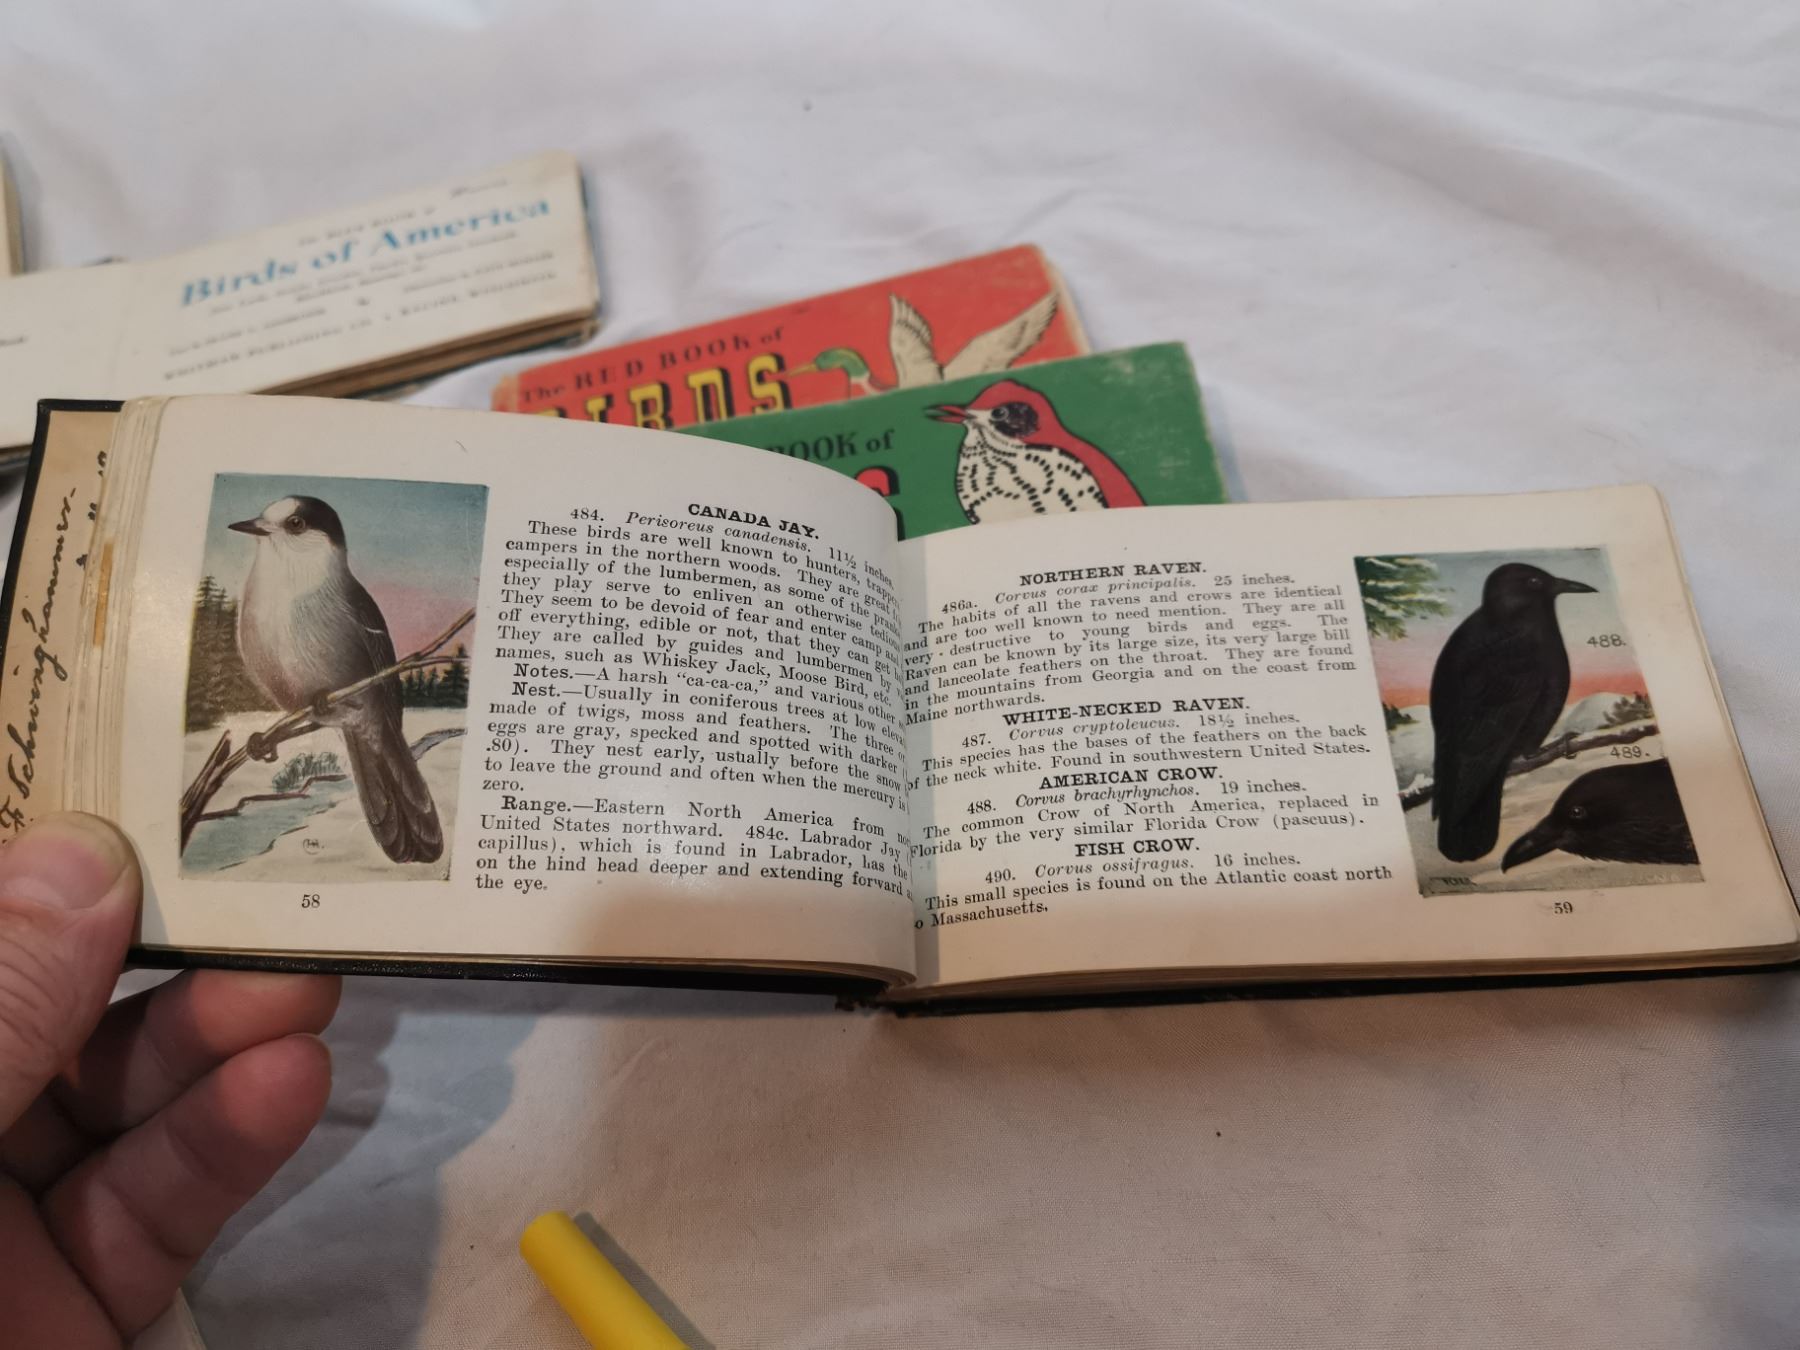 Birds of America
WHITMAN PUBLISHING CO. RACINE, WISCONSIN
The RED BOOK of
BIRDS
BOOK of
CANADA JAY.
484. Perisoreus canadensis. 11½ inches.
These birds are well known to hunters, trappe
campers in the northern woods. They are great
especially of the lumbermen, as some of the pranks
they play serve to enliven an otherwise tedious
They seem to be devoid of fear and enter camp and
off everything, edible or not, that they can get
They are called by guides and lumbermen by
names, such as Whiskey Jack, Moose Bird, etc.
Notes.—A harsh "ca-ca-ca," and various other
Nest.—Usually in coniferous trees at low eleva
made of twigs, moss and feathers. The three or
eggs are gray, specked and spotted with darker
.80). They nest early, usually before the snow
to leave the ground and often when the mercury is
zero.
Range.—Eastern North America from
United States northward. 484c. Labrador Jay
capillus), which is found in Labrador, has the
on the hind head deeper and extending forward
the eye.
58
NORTHERN RAVEN.
486a. Corvus corax principalis. 25 inches.
The habits of all the ravens and crows are identical
and are too well known to need mention. They are all
very destructive to young birds and eggs. The
Raven can be known by its large size, its very large bill
and lanceolate feathers on the throat. They are found
in the mountains from Georgia and on the coast from
Maine northwards.
WHITE-NECKED RAVEN.
487. Corvus cryptoleucus. 18½ inches.
This species has the bases of the feathers on the back
of the neck white. Found in southwestern United States.
AMERICAN CROW.
488. Corvus brachyrhynchos. 19 inches.
The common Crow of North America, replaced in
Florida by the very similar Florida Crow (pascuus).
FISH CROW.
490. Corvus ossifragus. 16 inches.
This small species is found on the Atlantic coast north
o Massachusetts.
488.
489.
59